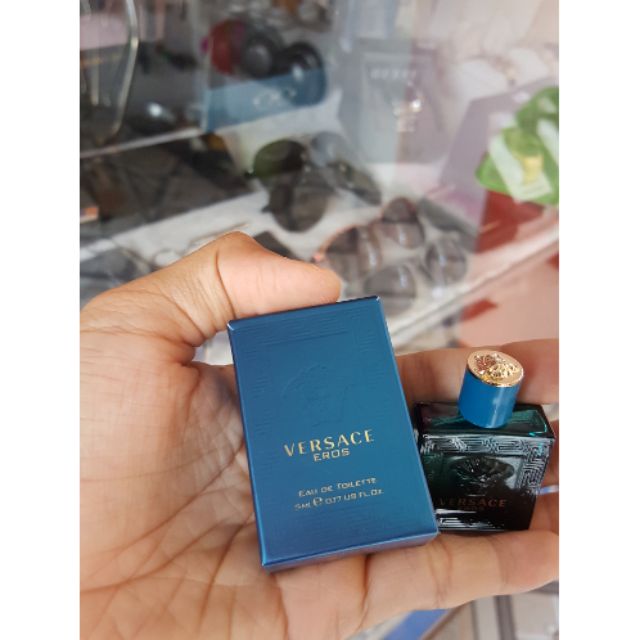 VERSACE
EROS
EAU DE TOILETTE
5ML℮ 0.17 US FL.OZ
VERSACE